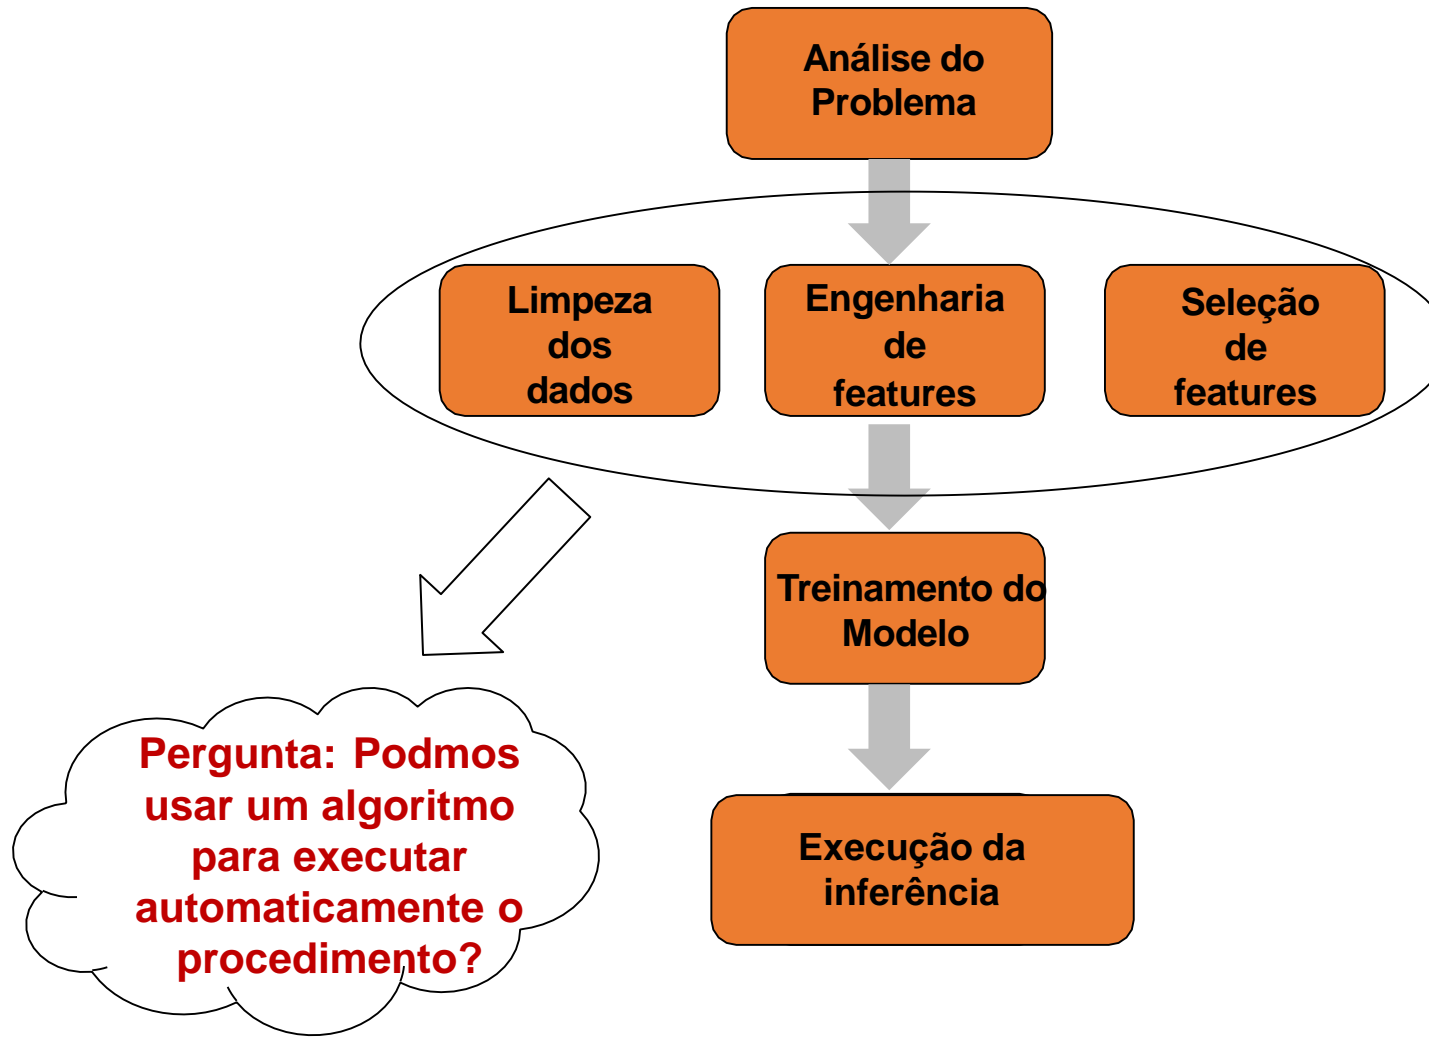 Análise do
Problema
Limpeza
dos
dados
Engenharia
de
features
Seleção
de
features
Treinamento do
Modelo
Pergunta: Podmos
usar um algoritmo
para executar
automaticamente o
procedimento?
Execução da
inferência